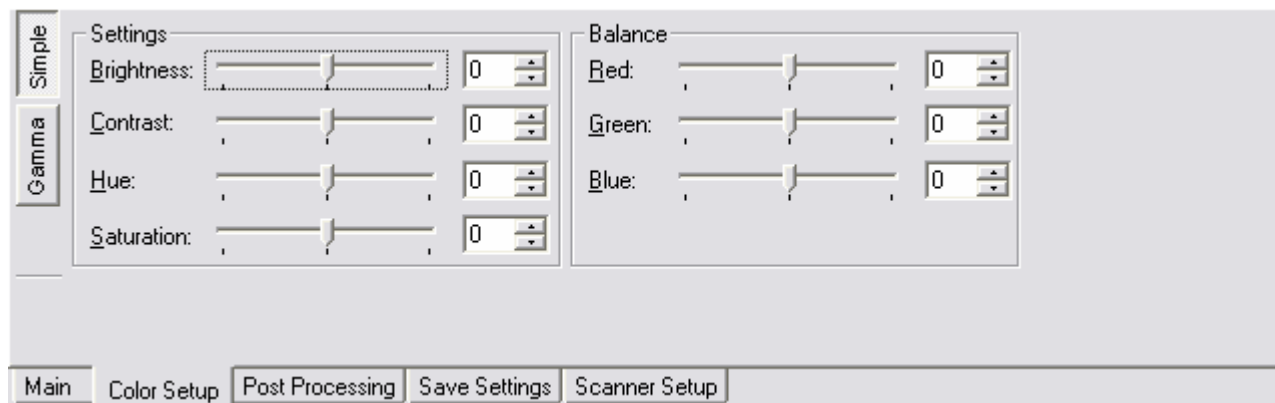 Simple
Gamma
Settings
Brightness: 0
Contrast: 0
Hue: 0
Saturation: 0
Balance
Red: 0
Green: 0
Blue: 0
Main Color Setup Post Processing Save Settings Scanner Setup